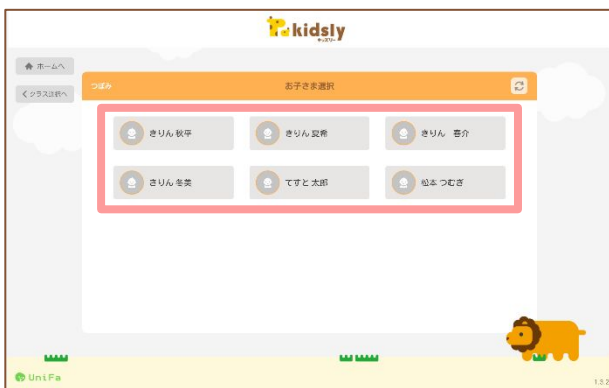 kidsly
キッズリー
ホームへ
クラス選択へ
つぼみ
お子さま選択
きりん 秋平
きりん 夏希
きりん 春介
きりん 冬美
てすと 太郎
松本 つむぎ
UniFa
1.3.2